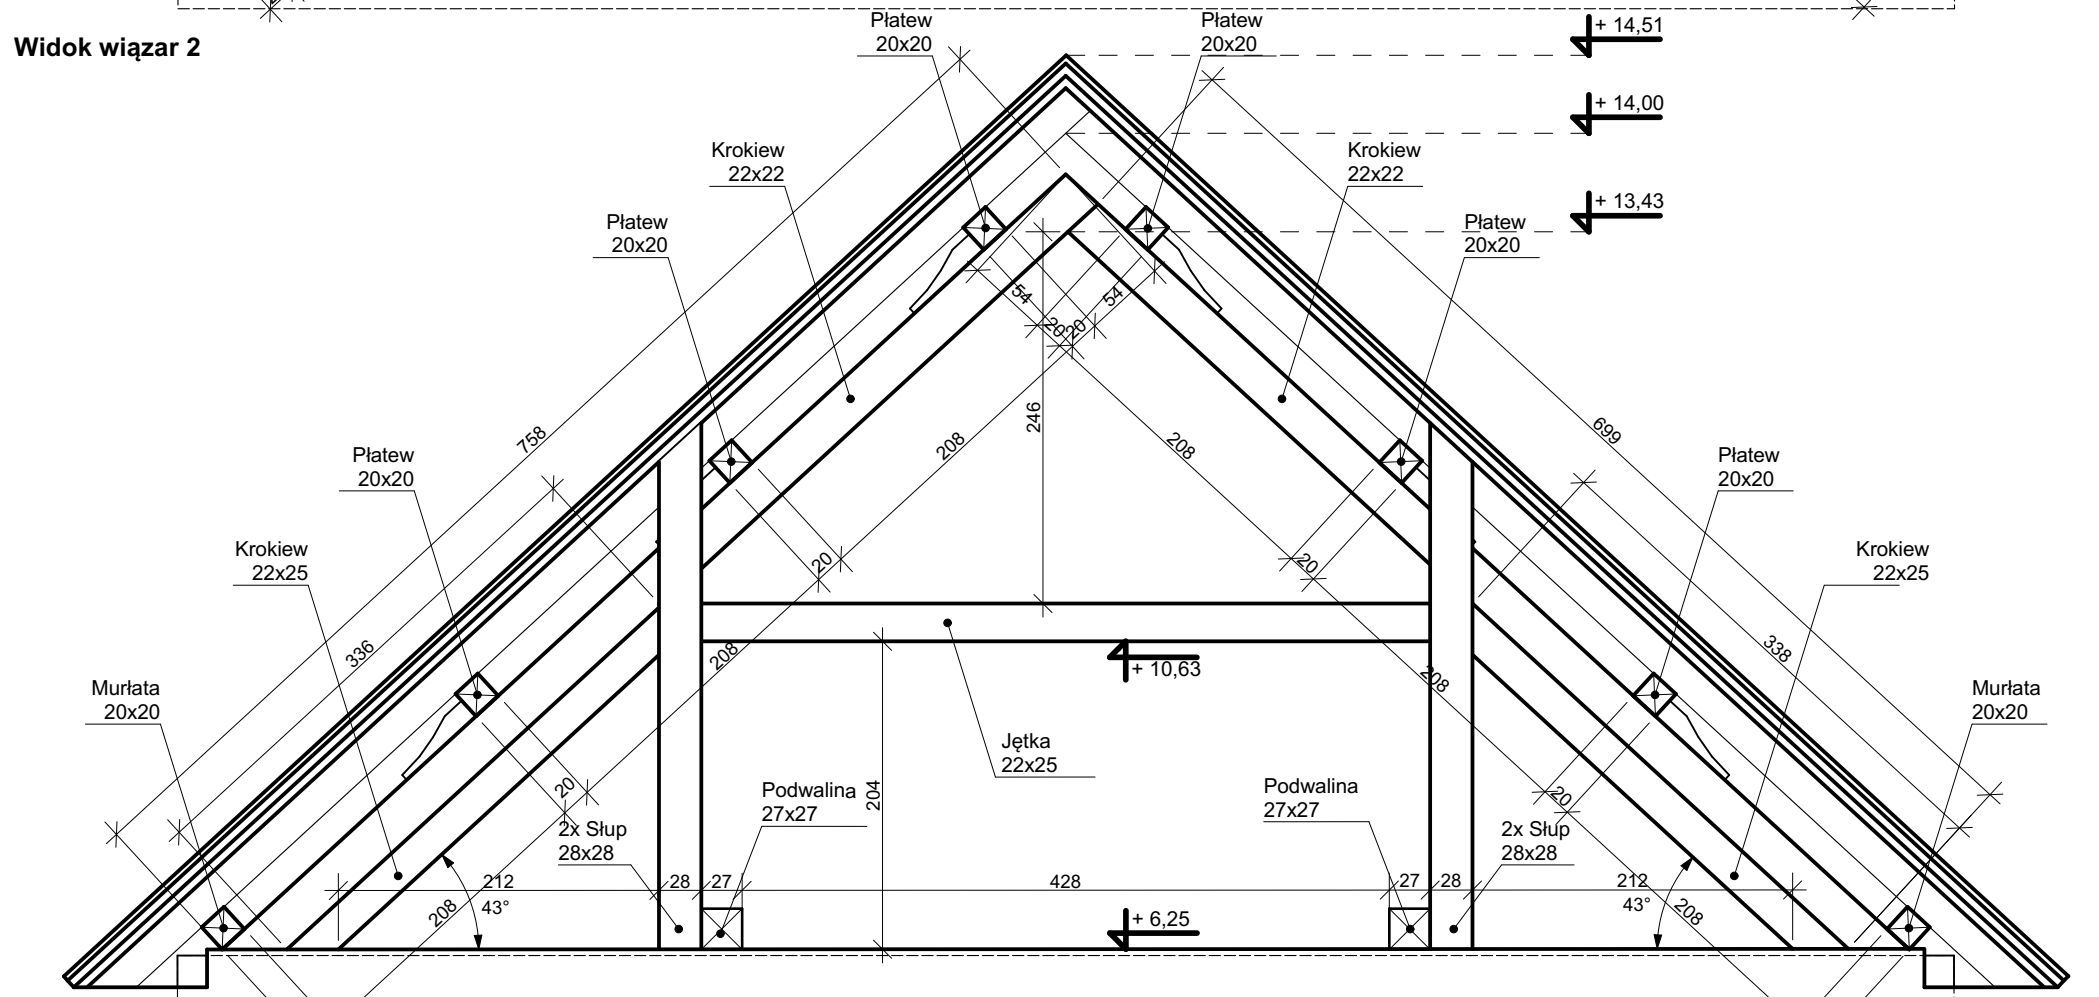 Widok wiązar 2
Płatew
20x20
Płatew
20x20
+ 14,51
+ 14,00
+ 13,43
Krokiew
22x22
Krokiew
22x22
Płatew
20x20
Płatew
20x20
54
54
20
20
246
758
699
208
208
Płatew
20x20
Płatew
20x20
Krokiew
22x25
Krokiew
22x25
20
20
336
338
208
208
+ 10,63
Murłata
20x20
Murłata
20x20
Jętka
22x25
20
20
204
Podwalina
27x27
Podwalina
27x27
2x Słup
28x28
2x Słup
28x28
212
28
27
428
27
28
212
43°
43°
208
208
+ 6,25